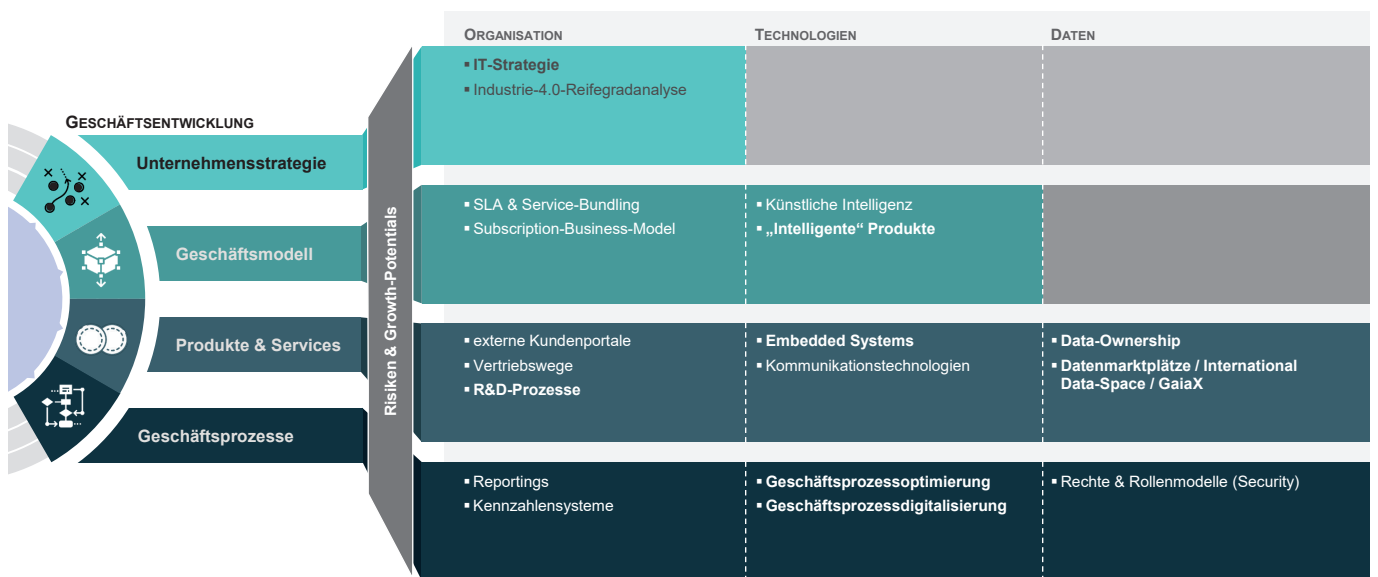 ORGANISATION
TECHNOLOGIEN
DATEN
GESCHÄFTSENTWICKLUNG
Unternehmensstrategie
Geschäftsmodell
Produkte & Services
Geschäftsprozesse
Risiken & Growth-Potentials
▪ IT-Strategie
▪ Industrie-4.0-Reifegradanalyse
▪ SLA & Service-Bundling
▪ Subscription-Business-Model
▪ Künstliche Intelligenz
▪ „Intelligente“ Produkte
▪ externe Kundenportale
▪ Vertriebswege
▪ R&D-Prozesse
▪ Embedded Systems
▪ Kommunikationstechnologien
▪ Data-Ownership
▪ Datenmarktplätze / International
Data-Space / GaiaX
▪ Reportings
▪ Kennzahlensysteme
▪ Geschäftsprozessoptimierung
▪ Geschäftsprozessdigitalisierung
▪ Rechte & Rollenmodelle (Security)